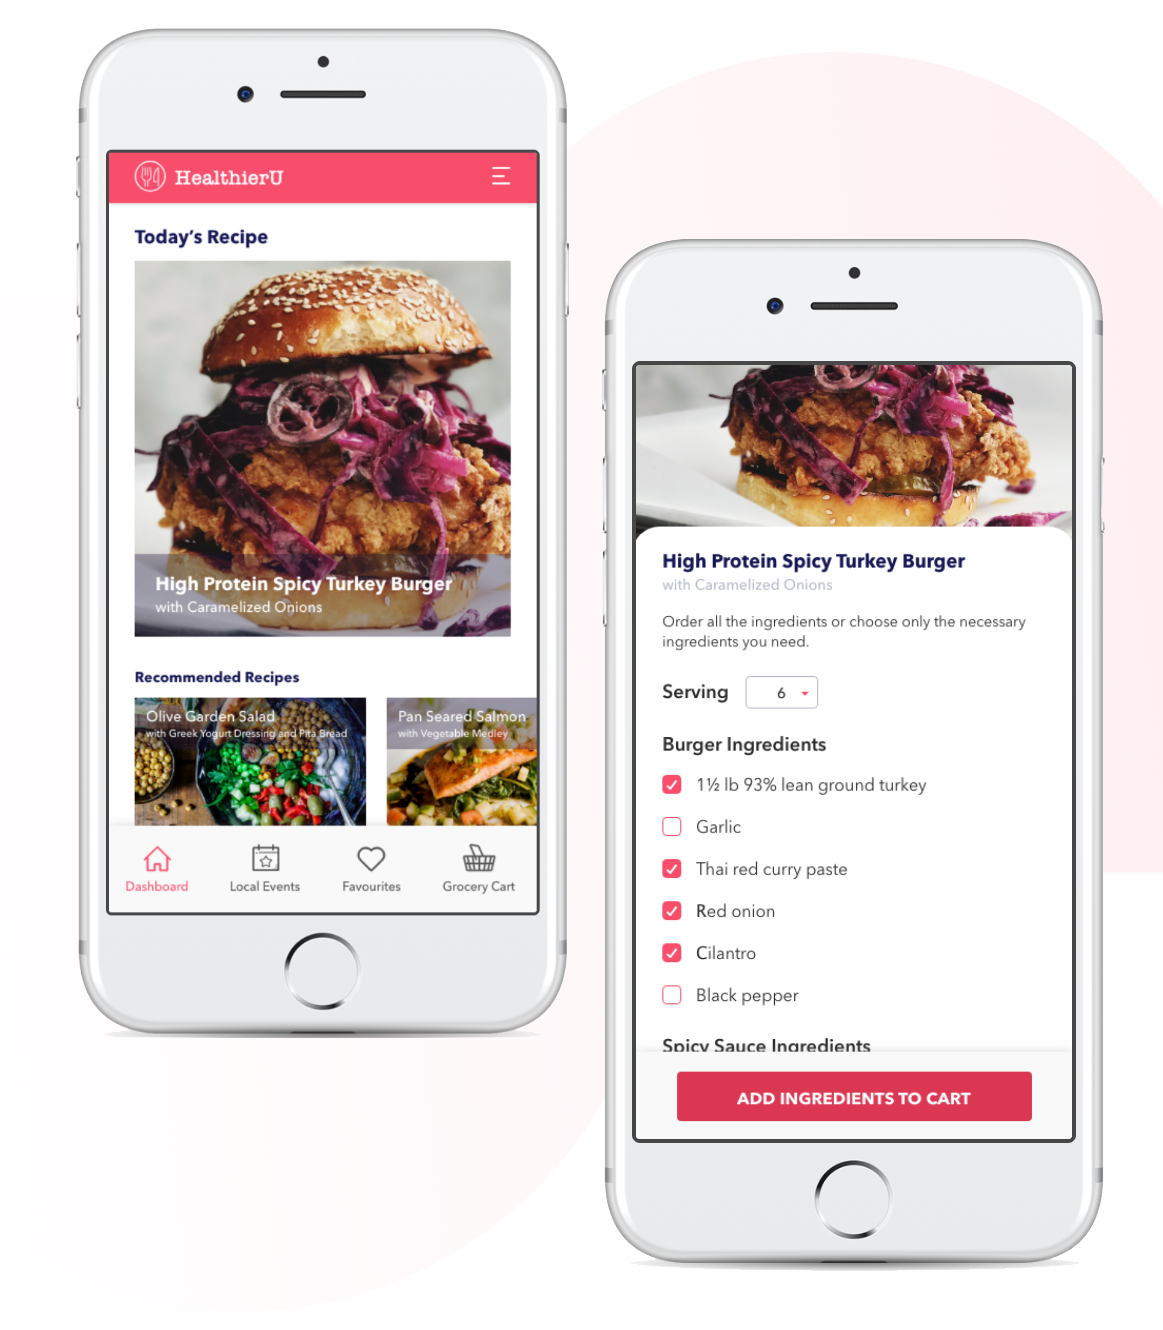 HealthierU
Today's Recipe
High Protein Spicy Turkey Burger
with Caramelized Onions
Recommended Recipes
Olive Garden Salad
with Greek Yogurt Dressing and Pita Bread
Pan Seared Salmon
with Vegetable Medley
Dashboard
Local Events
Favourites
Grocery Cart
High Protein Spicy Turkey Burger
with Caramelized Onions
Order all the ingredients or choose only the necessary
ingredients you need.
Serving 6
Burger Ingredients
1½ lb 93% lean ground turkey
Garlic
Thai red curry paste
Red onion
Cilantro
Black pepper
Spicy Sauce Ingredients
ADD INGREDIENTS TO CART